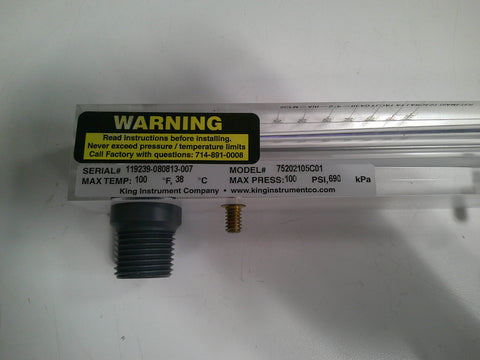 WARNING
Read Instructions before installing.
Never exceed pressure / temperature limits
Call Factory with questions: 714-891-0008
SERIAL# 119239-080813-007 MODEL# 75202105C01
MAX TEMP: 100 °F, 38 °C MAX PRESS: 100 PSI, 690 kPa
King Instrument Company • www.kinginstrumentco.com